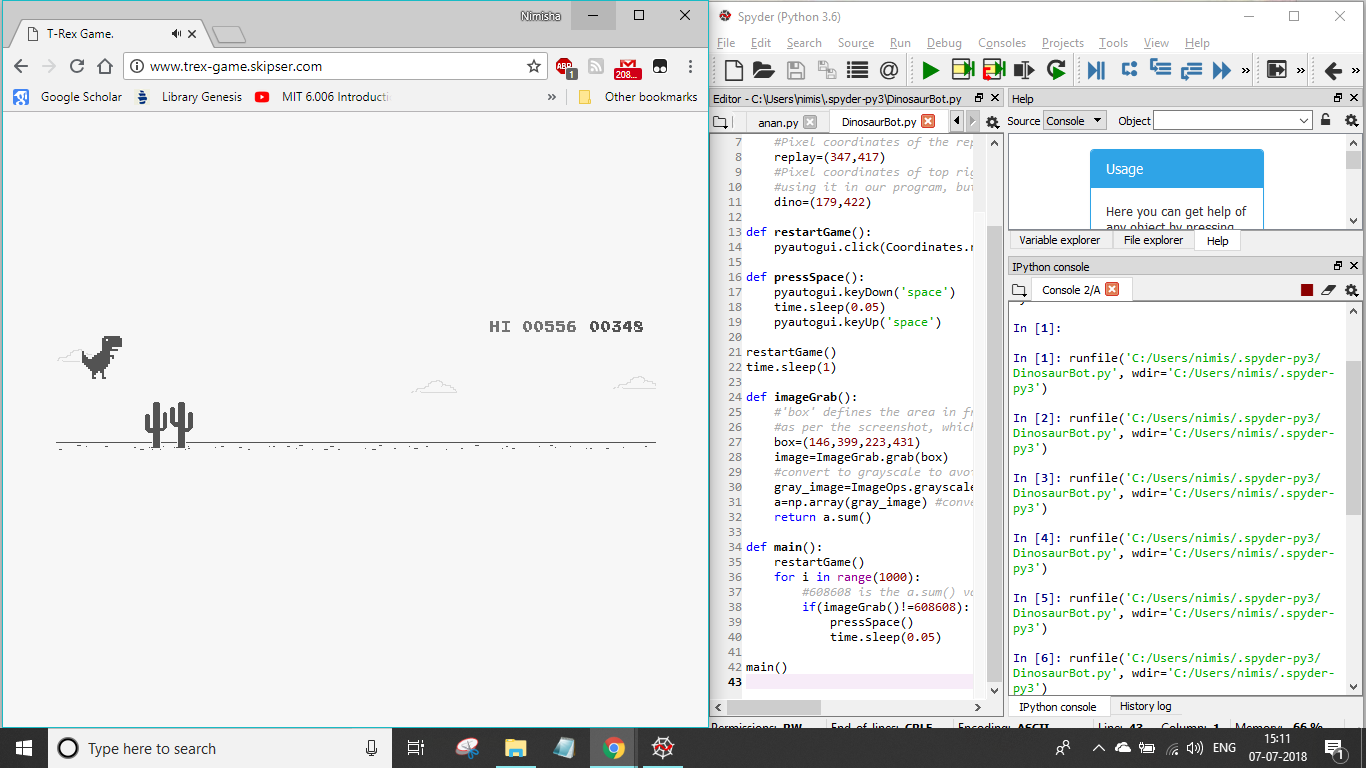 Nimisha
T-Rex Game.
www.trex-game.skipser.com
ABP
1
208...
Google Scholar
Library Genesis
MIT 6.006 Introducti
»
Other bookmarks
HI 00556 00348
Spyder (Python 3.6)
File Edit Search Source Run Debug Consoles Projects Tools View Help
Editor - C:\Users\nimis\.spyder-py3\DinosaurBot.py
anan.py
DinosaurBot.py
7 #Pixel coordinates of the rep
8 replay=(347,417)
9 #Pixel coordinates of top rig
10 #using it in our program, but
11 dino=(179,422)
12
13 def restartGame():
14 pyautogui.click(Coordinates.r
15
16 def pressSpace():
17 pyautogui.keyDown('space')
18 time.sleep(0.05)
19 pyautogui.keyUp('space')
20
21 restartGame()
22 time.sleep(1)
23
24 def imageGrab():
25 #'box' defines the area in fr
26 #as per the screenshot, which
27 box=(146,399,223,431)
28 image=ImageGrab.grab(box)
29 #convert to grayscale to avoi
30 gray_image=ImageOps.grayscale
31 a=np.array(gray_image) #conve
32 return a.sum()
33
34 def main():
35 restartGame()
36 for i in range(1000):
37 #608608 is the a.sum() va
38 if(imageGrab()!=608608):
39 pressSpace()
40 time.sleep(0.05)
41
42 main()
43
Help
Source Console Object
Usage
Here you can get help of
any object by pressing
Variable explorer File explorer Help
IPython console
Console 2/A
In [1]:
In [1]: runfile('C:/Users/nimis/.spyder-py3/
DinosaurBot.py', wdir='C:/Users/nimis/.spyder-
py3')
In [2]: runfile('C:/Users/nimis/.spyder-py3/
DinosaurBot.py', wdir='C:/Users/nimis/.spyder-
py3')
In [3]: runfile('C:/Users/nimis/.spyder-py3/
DinosaurBot.py', wdir='C:/Users/nimis/.spyder-
py3')
In [4]: runfile('C:/Users/nimis/.spyder-py3/
DinosaurBot.py', wdir='C:/Users/nimis/.spyder-
py3')
In [5]: runfile('C:/Users/nimis/.spyder-py3/
DinosaurBot.py', wdir='C:/Users/nimis/.spyder-
py3')
In [6]: runfile('C:/Users/nimis/.spyder-py3/
DinosaurBot.py', wdir='C:/Users/nimis/.spyder-
py3')
IPython console History log
Permissions: RW End-of-lines: CRLF Encoding: ASCII Line: 43 Column: 1 Memory: 66 %
Type here to search
ENG
15:11
07-07-2018
1